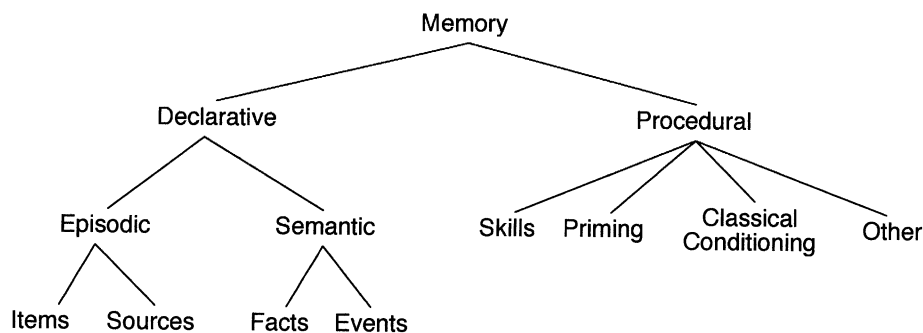 Memory
Declarative
Procedural
Episodic
Semantic
Skills
Priming
Classical
Conditioning
Other
Items
Sources
Facts
Events